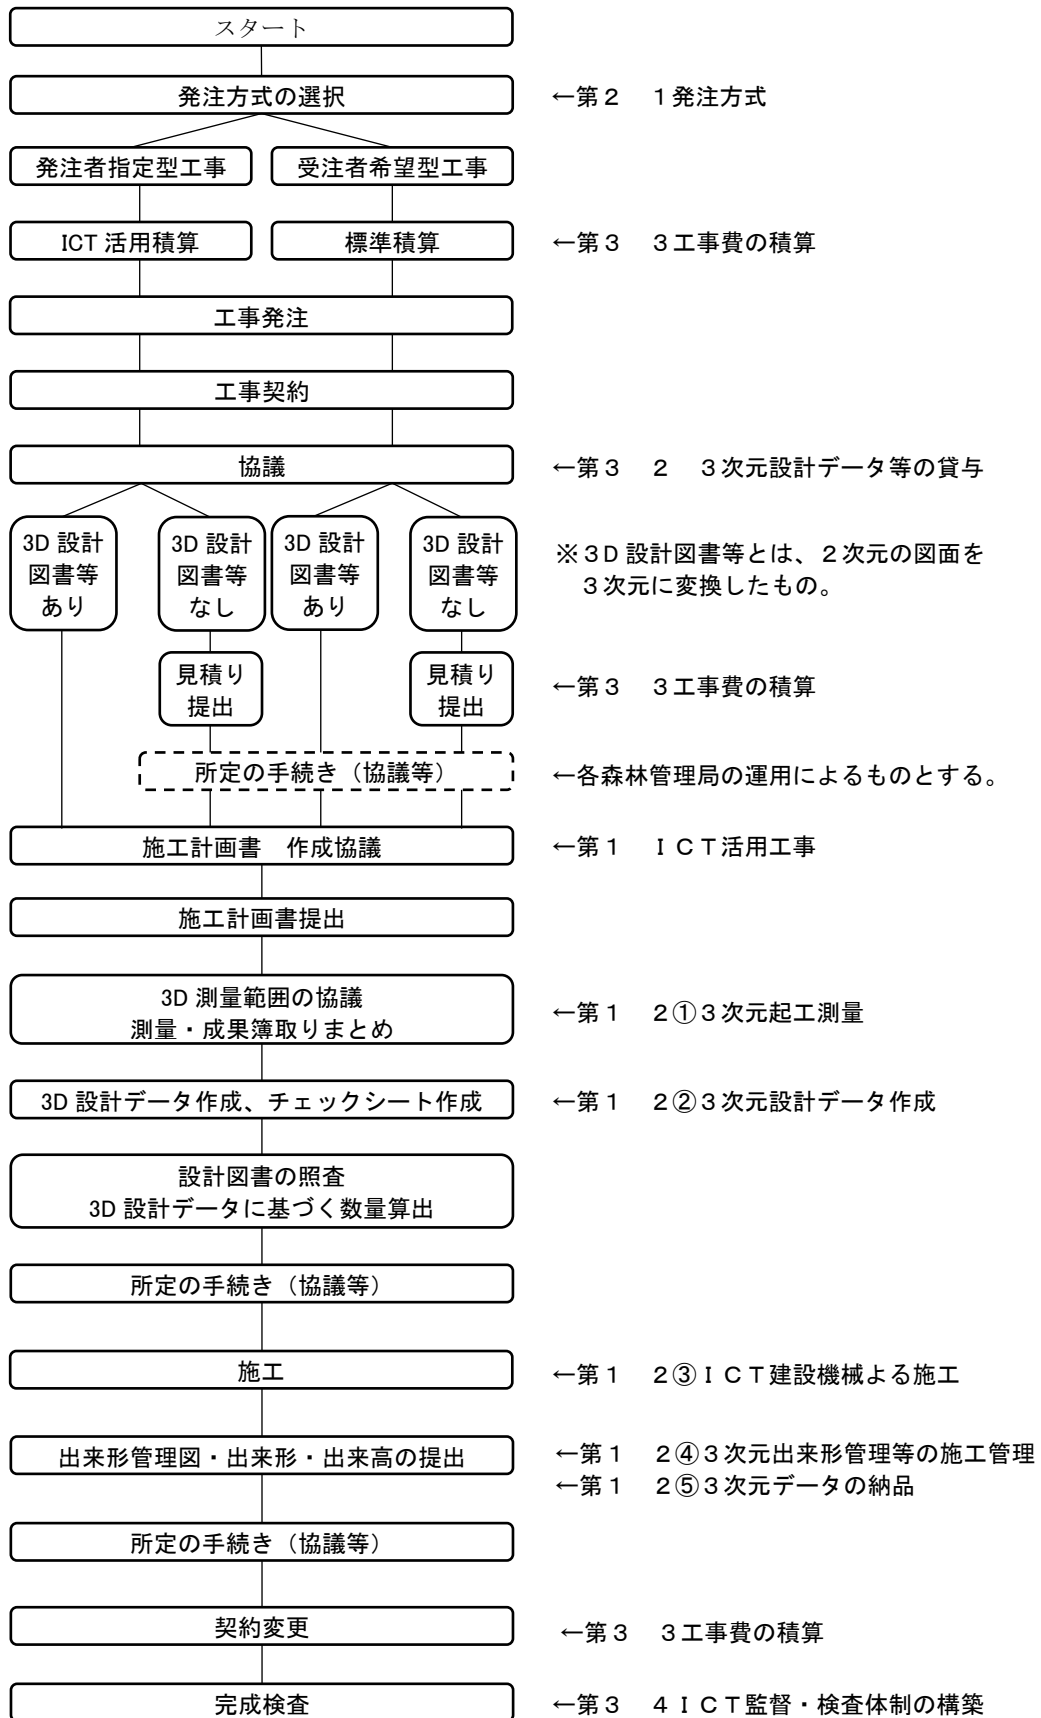 スタート
発注方式の選択
←第２　１発注方式
発注者指定型工事
受注者希望型工事
ICT 活用積算
標準積算
←第３　３工事費の積算
工事発注
工事契約
協議
←第３　２　３次元設計データ等の貸与
3D 設計
図書等
あり
3D 設計
図書等
なし
3D 設計
図書等
あり
3D 設計
図書等
なし
※３D 設計図書等とは、２次元の図面を
３次元に変換したもの。
見積り
提出
見積り
提出
←第３　３工事費の積算
所定の手続き（協議等）
←各森林管理局の運用によるものとする。
施工計画書　作成協議
←第１　ＩＣＴ活用工事
施工計画書提出
3D 測量範囲の協議
測量・成果簿取りまとめ
←第１　２①３次元起工測量
3D 設計データ作成、チェックシート作成
←第１　２②３次元設計データ作成
設計図書の照査
3D 設計データに基づく数量算出
所定の手続き（協議等）
施工
←第１　２③ＩＣＴ建設機械よる施工
出来形管理図・出来形・出来高の提出
←第１　２④３次元出来形管理等の施工管理
←第１　２⑤３次元データの納品
所定の手続き（協議等）
契約変更
←第３　３工事費の積算
完成検査
←第３　４ＩＣＴ監督・検査体制の構築